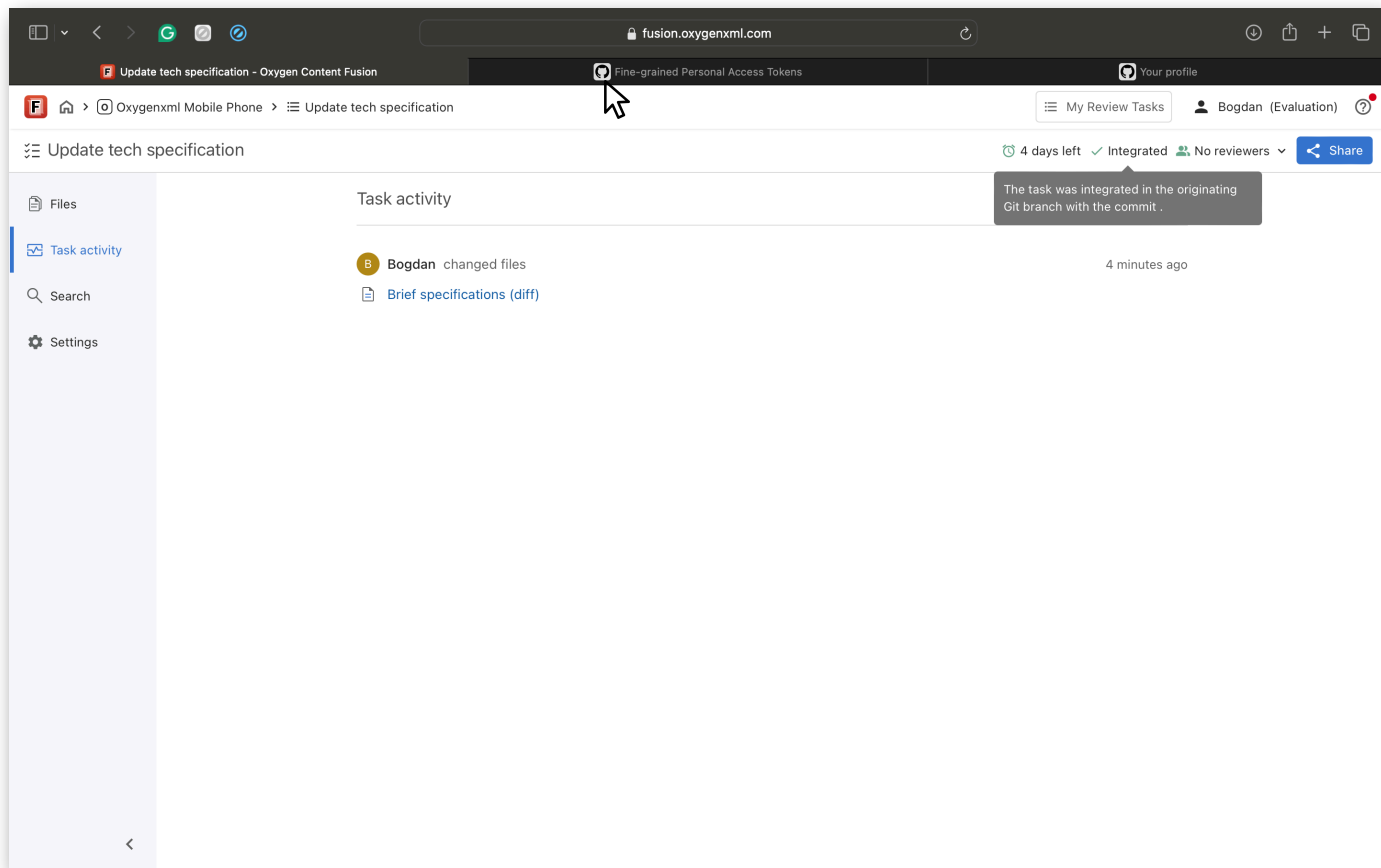 fusion.oxygenxml.com
Update tech specification - Oxygen Content Fusion
Fine-grained Personal Access Tokens
Your profile
F Oxygenxml Mobile Phone Update tech specification
My Review Tasks
Bogdan (Evaluation)
Update tech specification
4 days left
Integrated
No reviewers
Share
The task was integrated in the originating
Git branch with the commit .
Files
Task activity
Search
Settings
Task activity
B Bogdan changed files
4 minutes ago
Brief specifications (diff)